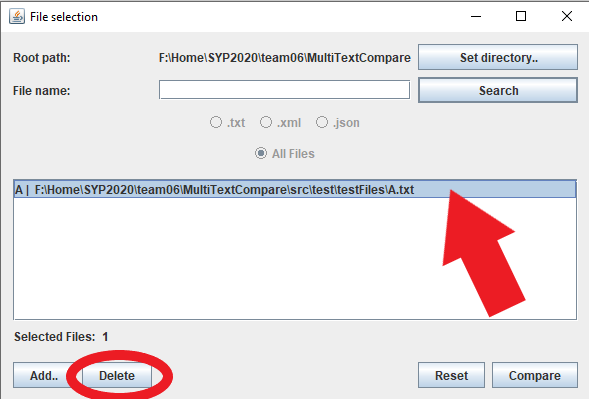 File selection
Root path: F:\Home\SYP2020\team06\MultiTextCompare Set directory..
File name: Search
.txt .xml .json
All Files
A | F:\Home\SYP2020\team06\MultiTextCompare\src\test\testFiles\A.txt
Selected Files: 1
Add.. Delete Reset Compare